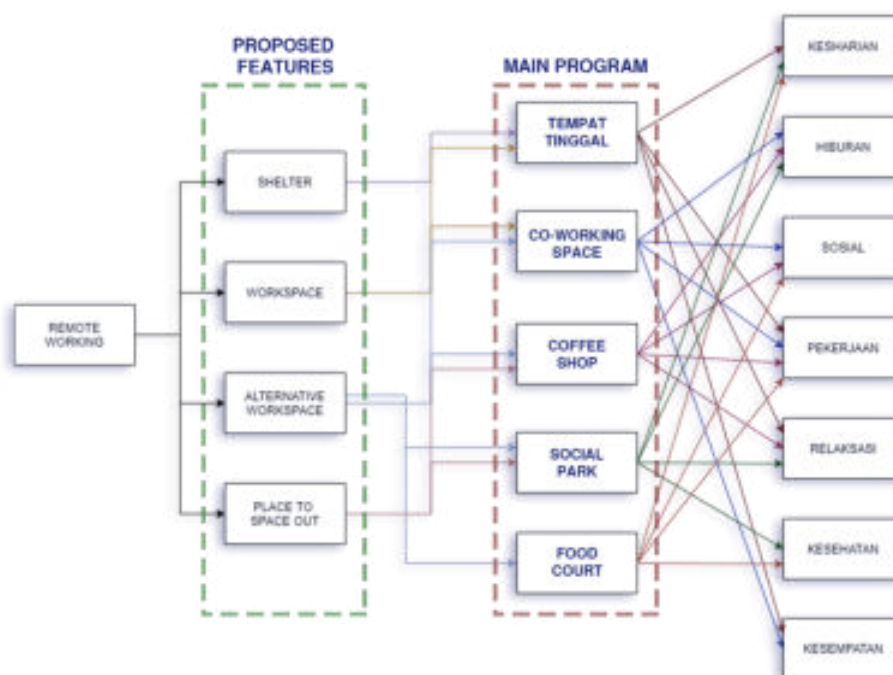 PROPOSED
FEATURES
MAIN PROGRAM
REMOTE
WORKING
SHELTER
WORKSPACE
ALTERNATIVE
WORKSPACE
PLACE TO
SPACE OUT
TEMPAT
TINGGAL
CO-WORKING
SPACE
COFFEE
SHOP
SOCIAL
PARK
FOOD
COURT
KESHARIAN
HIBURAN
SOSIAL
PEKERJAAN
RELAKSASI
KESEHATAN
KESEMPATAN